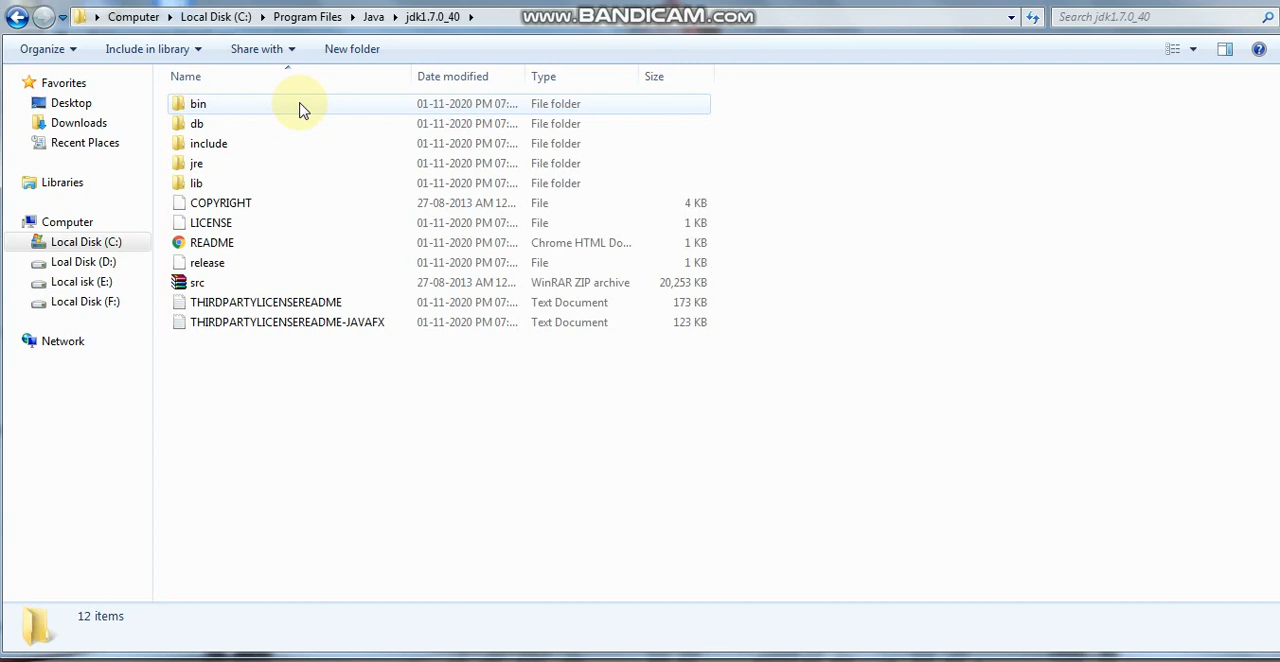 Computer Local Disk (C:) Program Files Java jdk1.7.0_40 www.BANDICAM.com Search jdk1.7.0_40
Organize Include in library Share with New folder
Name Date modified Type Size
Favorites
Desktop
Downloads
Recent Places
Libraries
Computer
Local Disk (C:)
Loal Disk (D:)
Local isk (E:)
Local Disk (F:)
Network
bin 01-11-2020 PM 07:... File folder
db 01-11-2020 PM 07:... File folder
include 01-11-2020 PM 07:... File folder
jre 01-11-2020 PM 07:... File folder
lib 01-11-2020 PM 07:... File folder
COPYRIGHT 27-08-2013 AM 12... File 4 KB
LICENSE 01-11-2020 PM 07:... File 1 KB
README 01-11-2020 PM 07:... Chrome HTML Do... 1 KB
release 01-11-2020 PM 07:... File 1 KB
src 27-08-2013 AM 12... WinRAR ZIP archive 20,253 KB
THIRDPARTYLICENSEREADME 01-11-2020 PM 07:... Text Document 173 KB
THIRDPARTYLICENSEREADME-JAVAFX 01-11-2020 PM 07:... Text Document 123 KB
12 items